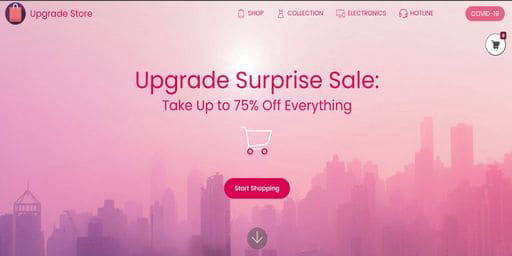 Upgrade Store
SHOP
COLLECTION
ELECTRONICS
HOTLINE
COVID-19
0
Upgrade Surprise Sale:
Take Up to 75% Off Everything
Start Shopping